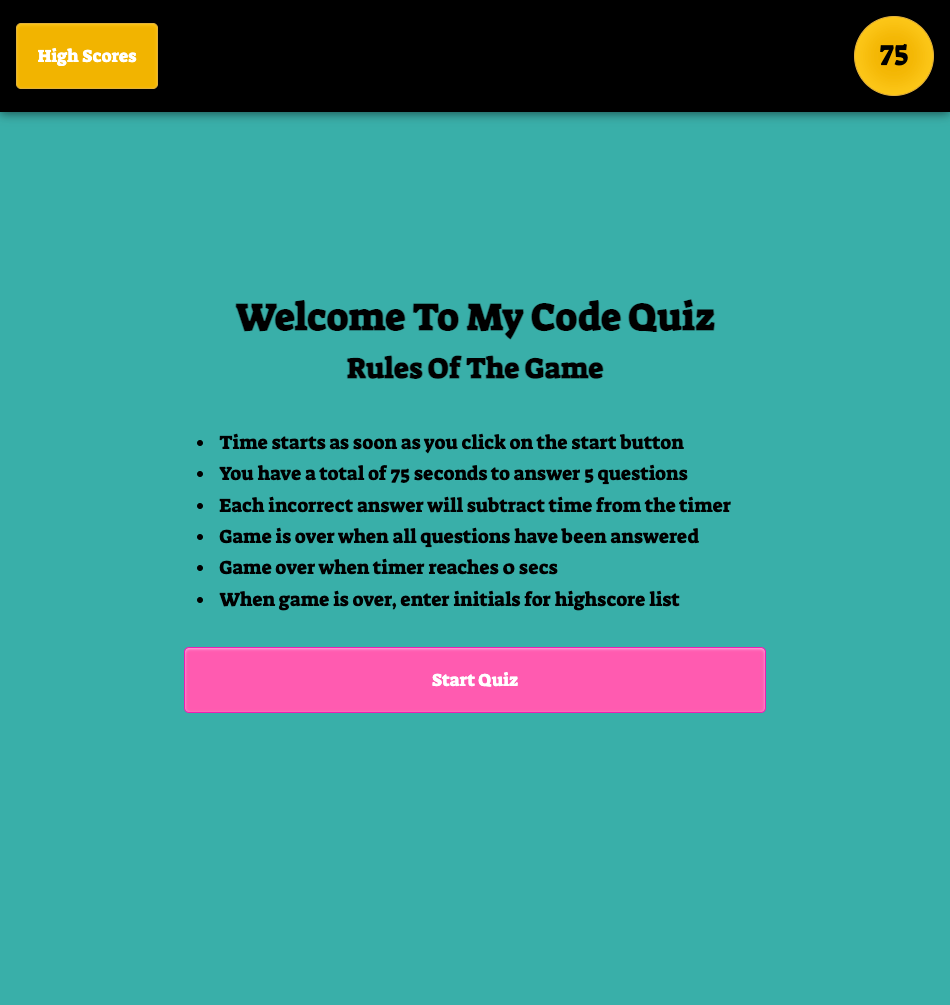 High Scores
75
Welcome To My Code Quiz
Rules Of The Game
• Time starts as soon as you click on the start button
• You have a total of 75 seconds to answer 5 questions
• Each incorrect answer will subtract time from the timer
• Game is over when all questions have been answered
• Game over when timer reaches 0 secs
• When game is over, enter initials for highscore list
Start Quiz